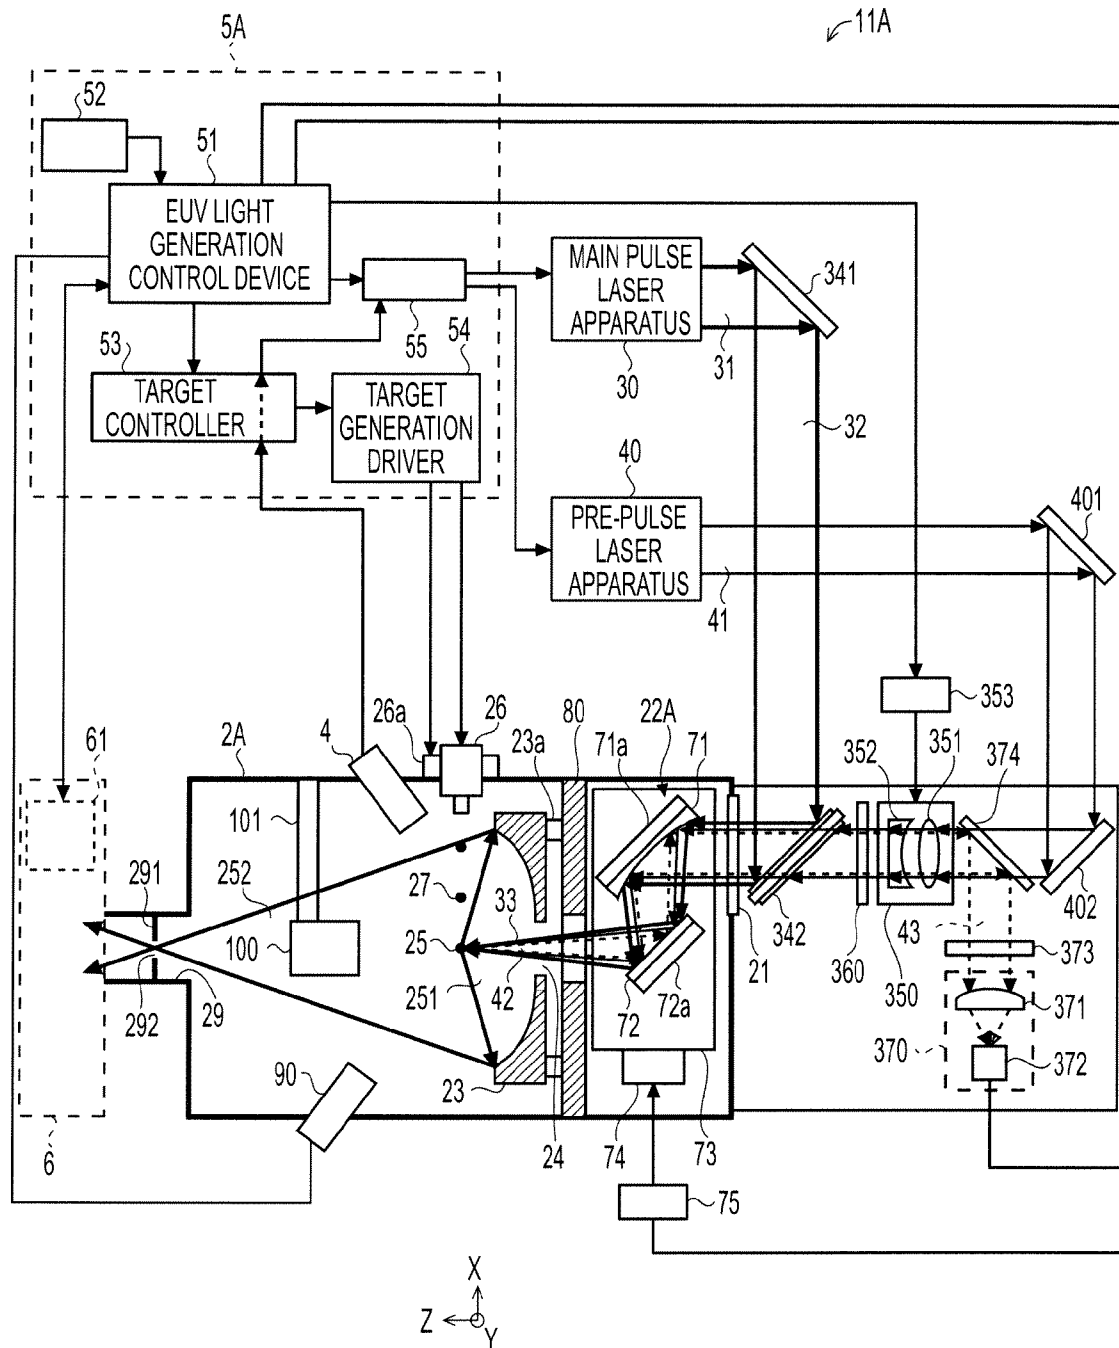 11A
5A
52
51
EUV LIGHT
GENERATION
CONTROL DEVICE
MAIN PULSE
LASER
APPARATUS
341
55
54
31
30
53
TARGET
CONTROLLER
TARGET
GENERATION
DRIVER
32
40
PRE-PULSE
LASER
APPARATUS
401
41
353
26
26a
23a
80
22A
4
2A
71a
71
61
352
351
374
101
291
252
27
33
25
100
342
43
402
21
360
350
373
292
29
251
42
72
72a
371
370
372
90
23
6
24
74
73
75
X
Z
Y